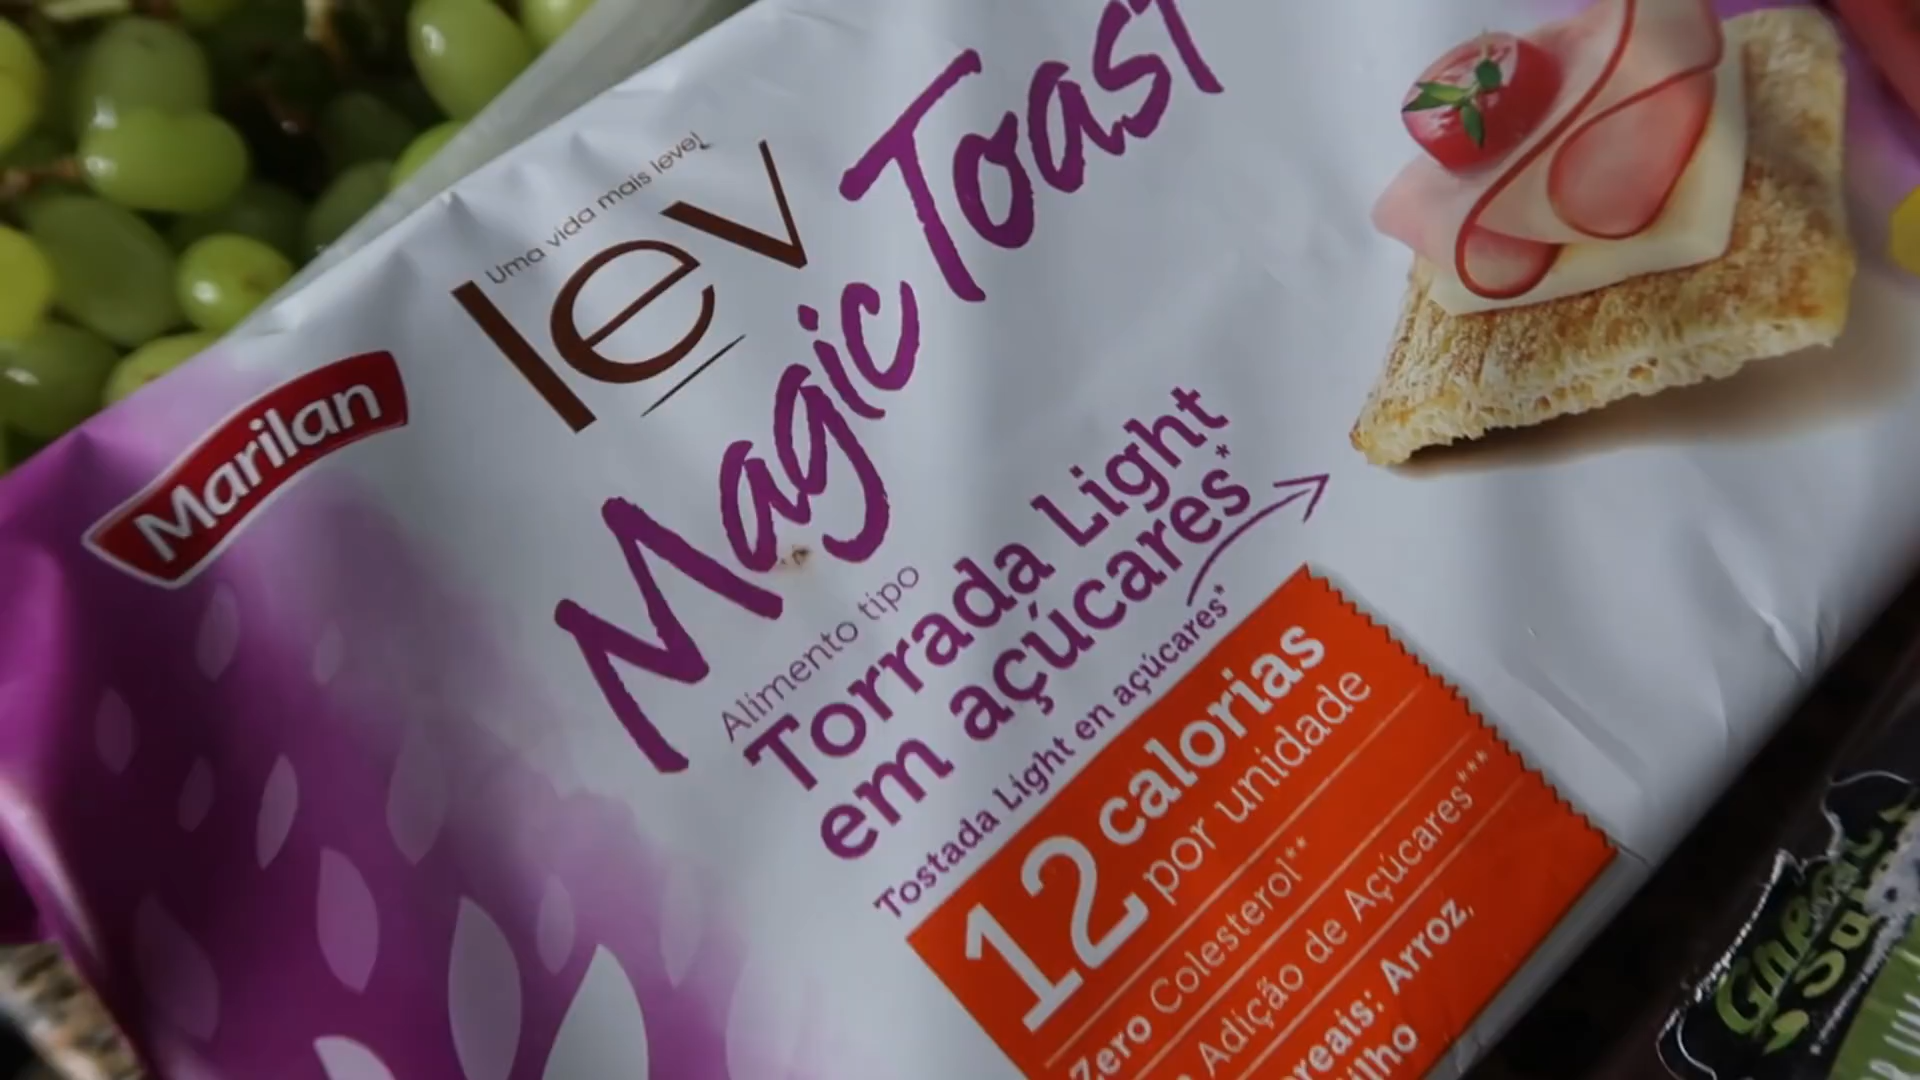 Marilan
Uma vida mais leve!
lev
Magic Toast
Alimento tipo
Torrada Light
em açúcares*
Tostada Light en açúcares*
12 calorias
por unidade
Zero Colesterol**
Adição de Açúcares***
Arroz,